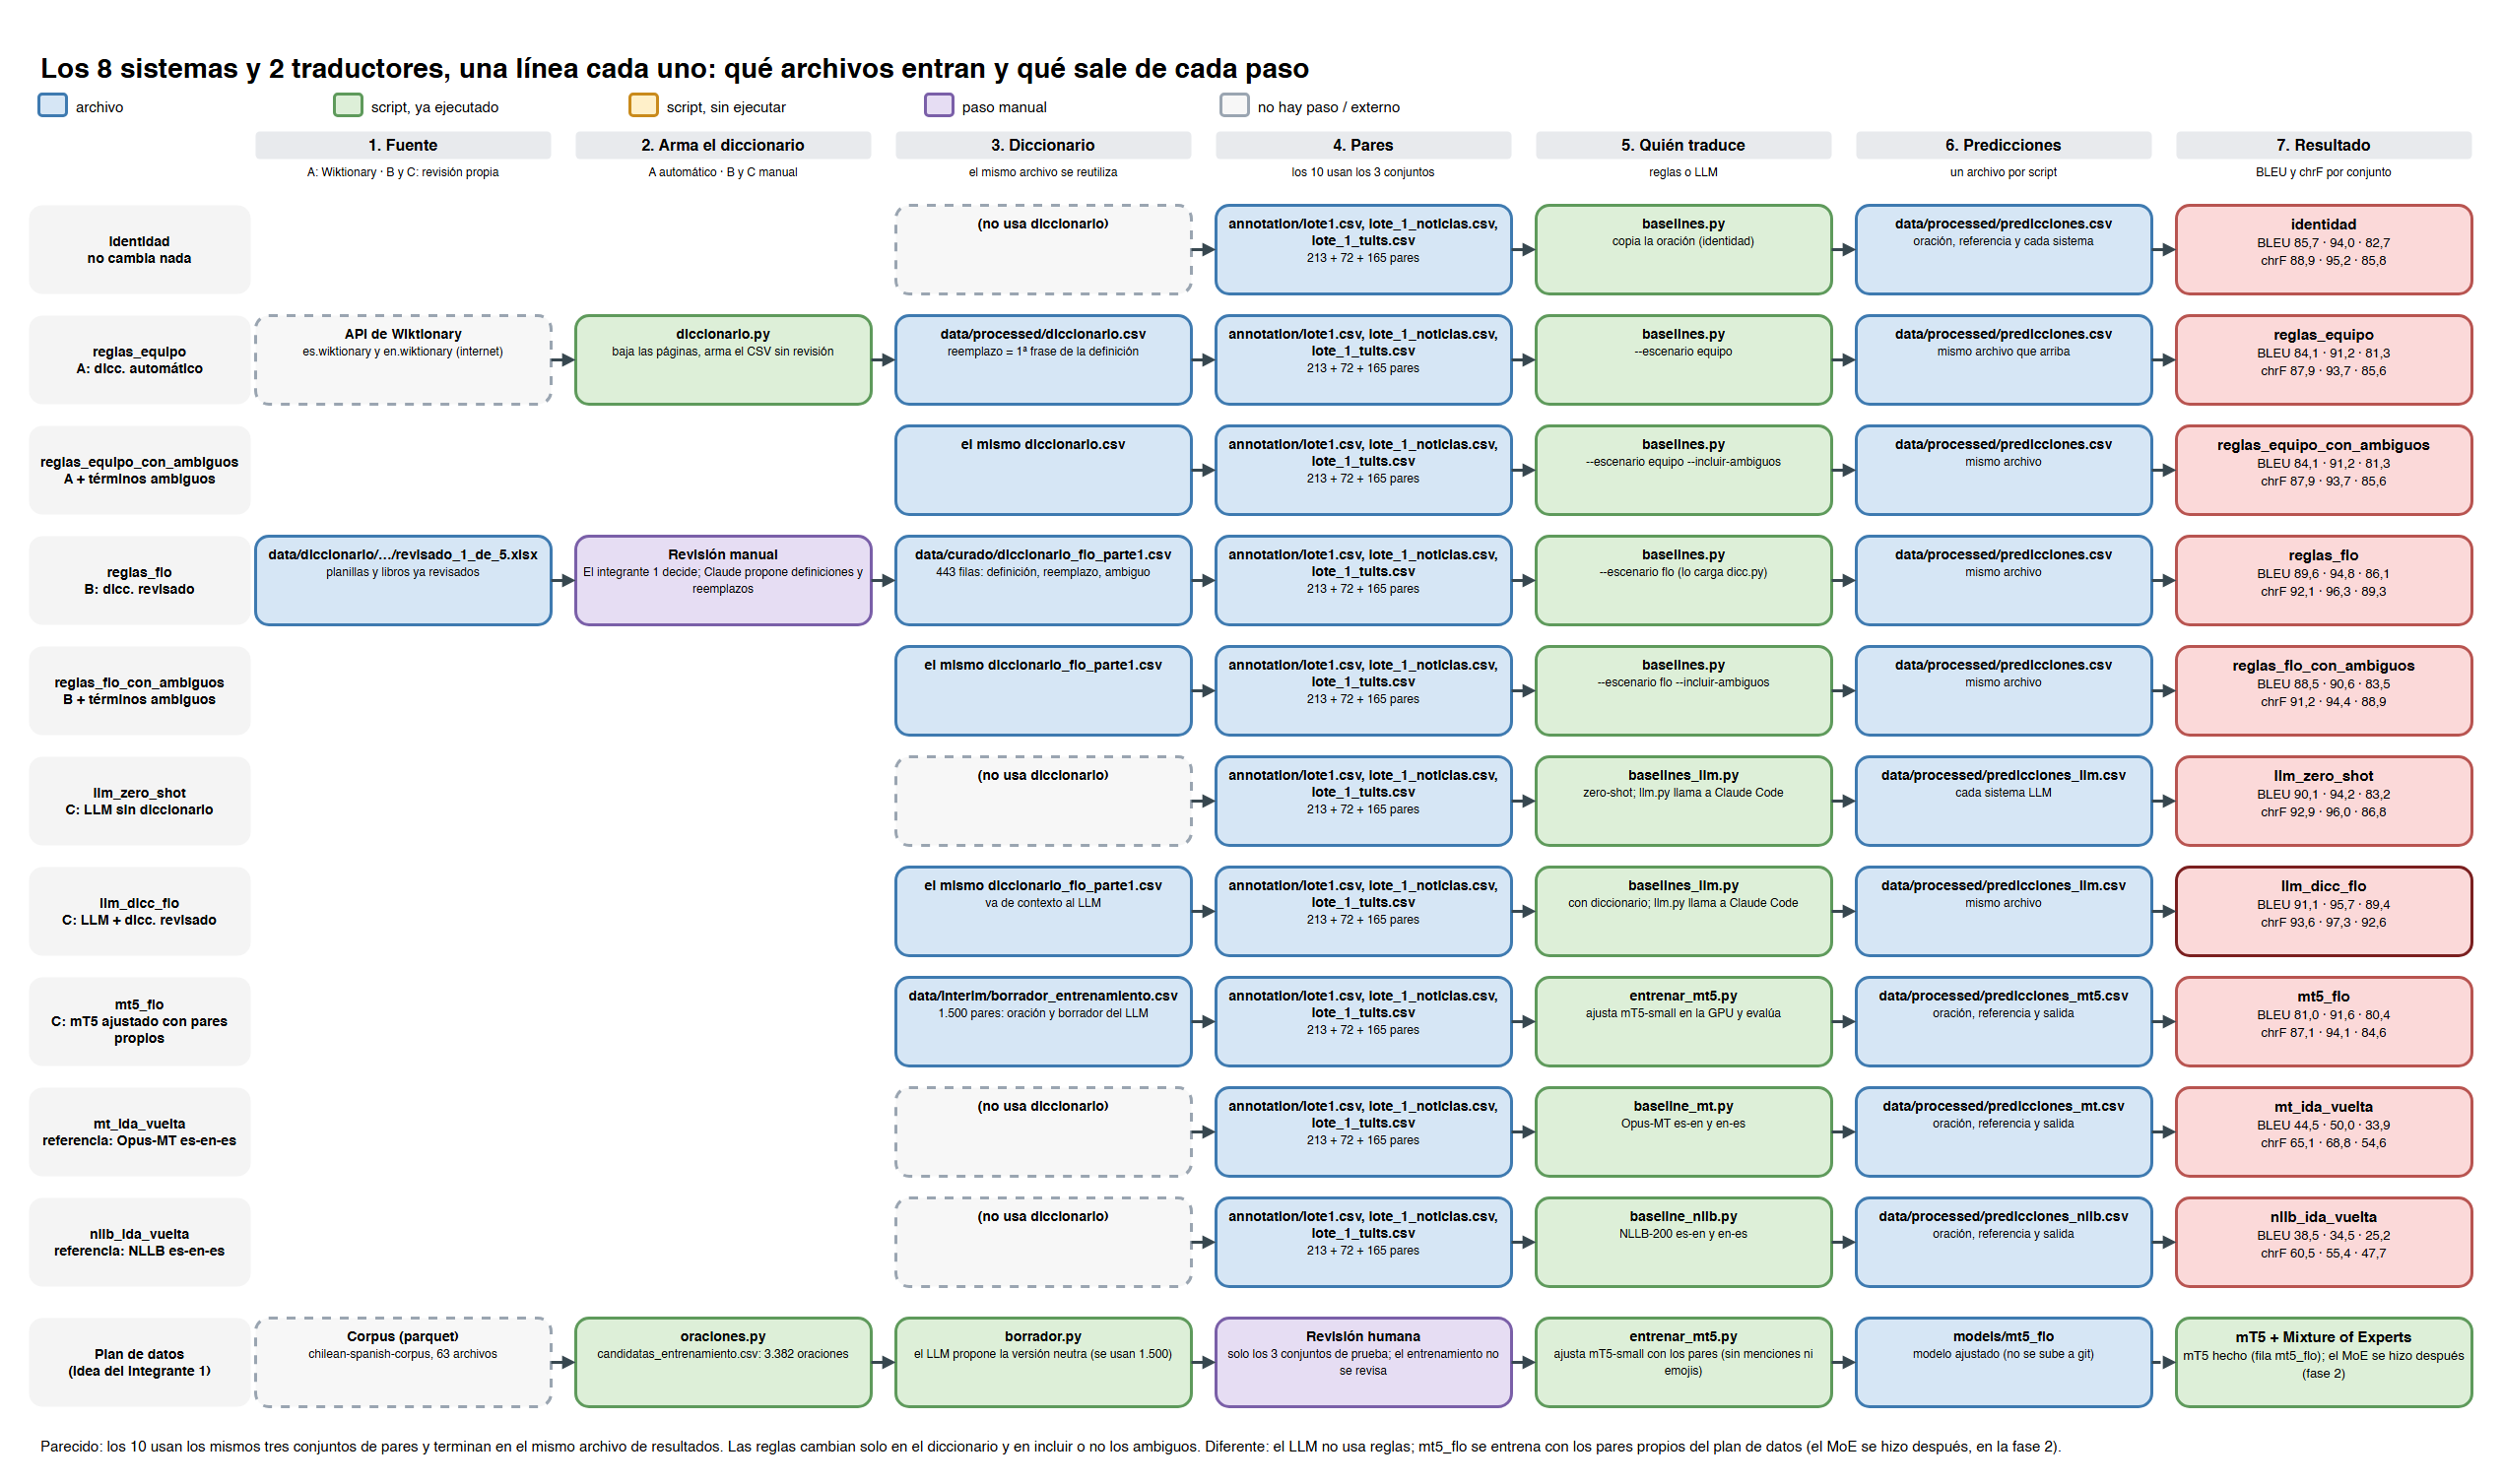 Los 8 sistemas y 2 traductores, una línea cada uno: qué archivos entran y qué sale de cada paso
archivo
script, ya ejecutado
script, sin ejecutar
paso manual
no hay paso / externo
1. Fuente
2. Arma el diccionario
3. Diccionario
4. Pares
5. Quién traduce
6. Predicciones
7. Resultado
A: Wiktionary · B y C: revisión propia
A automático · B y C manual
el mismo archivo se reutiliza
los 10 usan los 3 conjuntos
reglas o LLM
un archivo por script
BLEU y chrF por conjunto
identidad
no cambia nada
(no usa diccionario)
annotation/lote1.csv, lote_1_noticias.csv,
lote_1_tuits.csv
213 + 72 + 165 pares
baselines.py
copia la oración (identidad)
data/processed/predicciones.csv
oración, referencia y cada sistema
identidad
BLEU 85,7 · 94,0 · 82,7
chrF 88,9 · 95,2 · 85,8
reglas_equipo
A: dicc. automático
API de Wiktionary
es.wiktionary y en.wiktionary (internet)
diccionario.py
baja las páginas, arma el CSV sin revisión
data/processed/diccionario.csv
reemplazo = 1ª frase de la definición
annotation/lote1.csv, lote_1_noticias.csv,
lote_1_tuits.csv
213 + 72 + 165 pares
baselines.py
--escenario equipo
data/processed/predicciones.csv
mismo archivo que arriba
reglas_equipo
BLEU 84,1 · 91,2 · 81,3
chrF 87,9 · 93,7 · 85,6
reglas_equipo_con_ambiguos
A + términos ambiguos
el mismo diccionario.csv
annotation/lote1.csv, lote_1_noticias.csv,
lote_1_tuits.csv
213 + 72 + 165 pares
baselines.py
--escenario equipo --incluir-ambiguos
data/processed/predicciones.csv
mismo archivo
reglas_equipo_con_ambiguos
BLEU 84,1 · 91,2 · 81,3
chrF 87,9 · 93,7 · 85,6
reglas_flo
B: dicc. revisado
data/diccionario/.../revisado_1_de_5.xlsx
planillas y libros ya revisados
Revisión manual
El integrante 1 decide; Claude propone definiciones y
reemplazos
data/curado/diccionario_flo_parte1.csv
443 filas: definición, reemplazo, ambiguo
annotation/lote1.csv, lote_1_noticias.csv,
lote_1_tuits.csv
213 + 72 + 165 pares
baselines.py
--escenario flo (lo carga dicc.py)
data/processed/predicciones.csv
mismo archivo
reglas_flo
BLEU 89,6 · 94,8 · 86,1
chrF 92,1 · 96,3 · 89,3
reglas_flo_con_ambiguos
B + términos ambiguos
el mismo diccionario_flo_parte1.csv
annotation/lote1.csv, lote_1_noticias.csv,
lote_1_tuits.csv
213 + 72 + 165 pares
baselines.py
--escenario flo --incluir-ambiguos
data/processed/predicciones.csv
mismo archivo
reglas_flo_con_ambiguos
BLEU 88,5 · 90,6 · 83,5
chrF 91,2 · 94,4 · 88,9
llm_zero_shot
C: LLM sin diccionario
(no usa diccionario)
annotation/lote1.csv, lote_1_noticias.csv,
lote_1_tuits.csv
213 + 72 + 165 pares
baselines_llm.py
zero-shot; llm.py llama a Claude Code
data/processed/predicciones_llm.csv
cada sistema LLM
llm_zero_shot
BLEU 90,1 · 94,2 · 83,2
chrF 92,9 · 96,0 · 86,8
llm_dicc_flo
C: LLM + dicc. revisado
el mismo diccionario_flo_parte1.csv
va de contexto al LLM
annotation/lote1.csv, lote_1_noticias.csv,
lote_1_tuits.csv
213 + 72 + 165 pares
baselines_llm.py
con diccionario; llm.py llama a Claude Code
data/processed/predicciones_llm.csv
mismo archivo
llm_dicc_flo
BLEU 91,1 · 95,7 · 89,4
chrF 93,6 · 97,3 · 92,6
mt5_flo
C: mT5 ajustado con pares
propios
data/interim/borrador_entrenamiento.csv
1.500 pares: oración y borrador del LLM
annotation/lote1.csv, lote_1_noticias.csv,
lote_1_tuits.csv
213 + 72 + 165 pares
entrenar_mt5.py
ajusta mT5-small en la GPU y evalúa
data/processed/predicciones_mt5.csv
oración, referencia y salida
mt5_flo
BLEU 81,0 · 91,6 · 80,4
chrF 87,1 · 94,1 · 84,6
mt_ida_vuelta
referencia: Opus-MT es-en-es
(no usa diccionario)
annotation/lote1.csv, lote_1_noticias.csv,
lote_1_tuits.csv
213 + 72 + 165 pares
baseline_mt.py
Opus-MT es-en y en-es
data/processed/predicciones_mt.csv
oración, referencia y salida
mt_ida_vuelta
BLEU 44,5 · 50,0 · 33,9
chrF 65,1 · 68,8 · 54,6
nllb_ida_vuelta
referencia: NLLB es-en-es
(no usa diccionario)
annotation/lote1.csv, lote_1_noticias.csv,
lote_1_tuits.csv
213 + 72 + 165 pares
baseline_nllb.py
NLLB-200 es-en y en-es
data/processed/predicciones_nllb.csv
oración, referencia y salida
nllb_ida_vuelta
BLEU 38,5 · 34,5 · 25,2
chrF 60,5 · 55,4 · 47,7
Plan de datos
(idea del integrante 1)
Corpus (parquet)
chilean-spanish-corpus, 63 archivos
oraciones.py
candidatas_entrenamiento.csv: 3.382 oraciones
borrador.py
el LLM propone la versión neutra (se usan 1.500)
Revisión humana
solo los 3 conjuntos de prueba; el entrenamiento no
se revisa
entrenar_mt5.py
ajusta mT5-small con los pares (sin menciones ni
emojis)
models/mt5_flo
modelo ajustado (no se sube a git)
mT5 + Mixture of Experts
mT5 hecho (fila mt5_flo); el MoE se hizo después
(fase 2)
Parecido: los 10 usan los mismos tres conjuntos de pares y terminan en el mismo archivo de resultados. Las reglas cambian solo en el diccionario y en incluir o no los ambiguos. Diferente: el LLM no usa reglas; mt5_flo se entrena con los pares propios del plan de datos (el MoE se hizo después, en la fase 2).